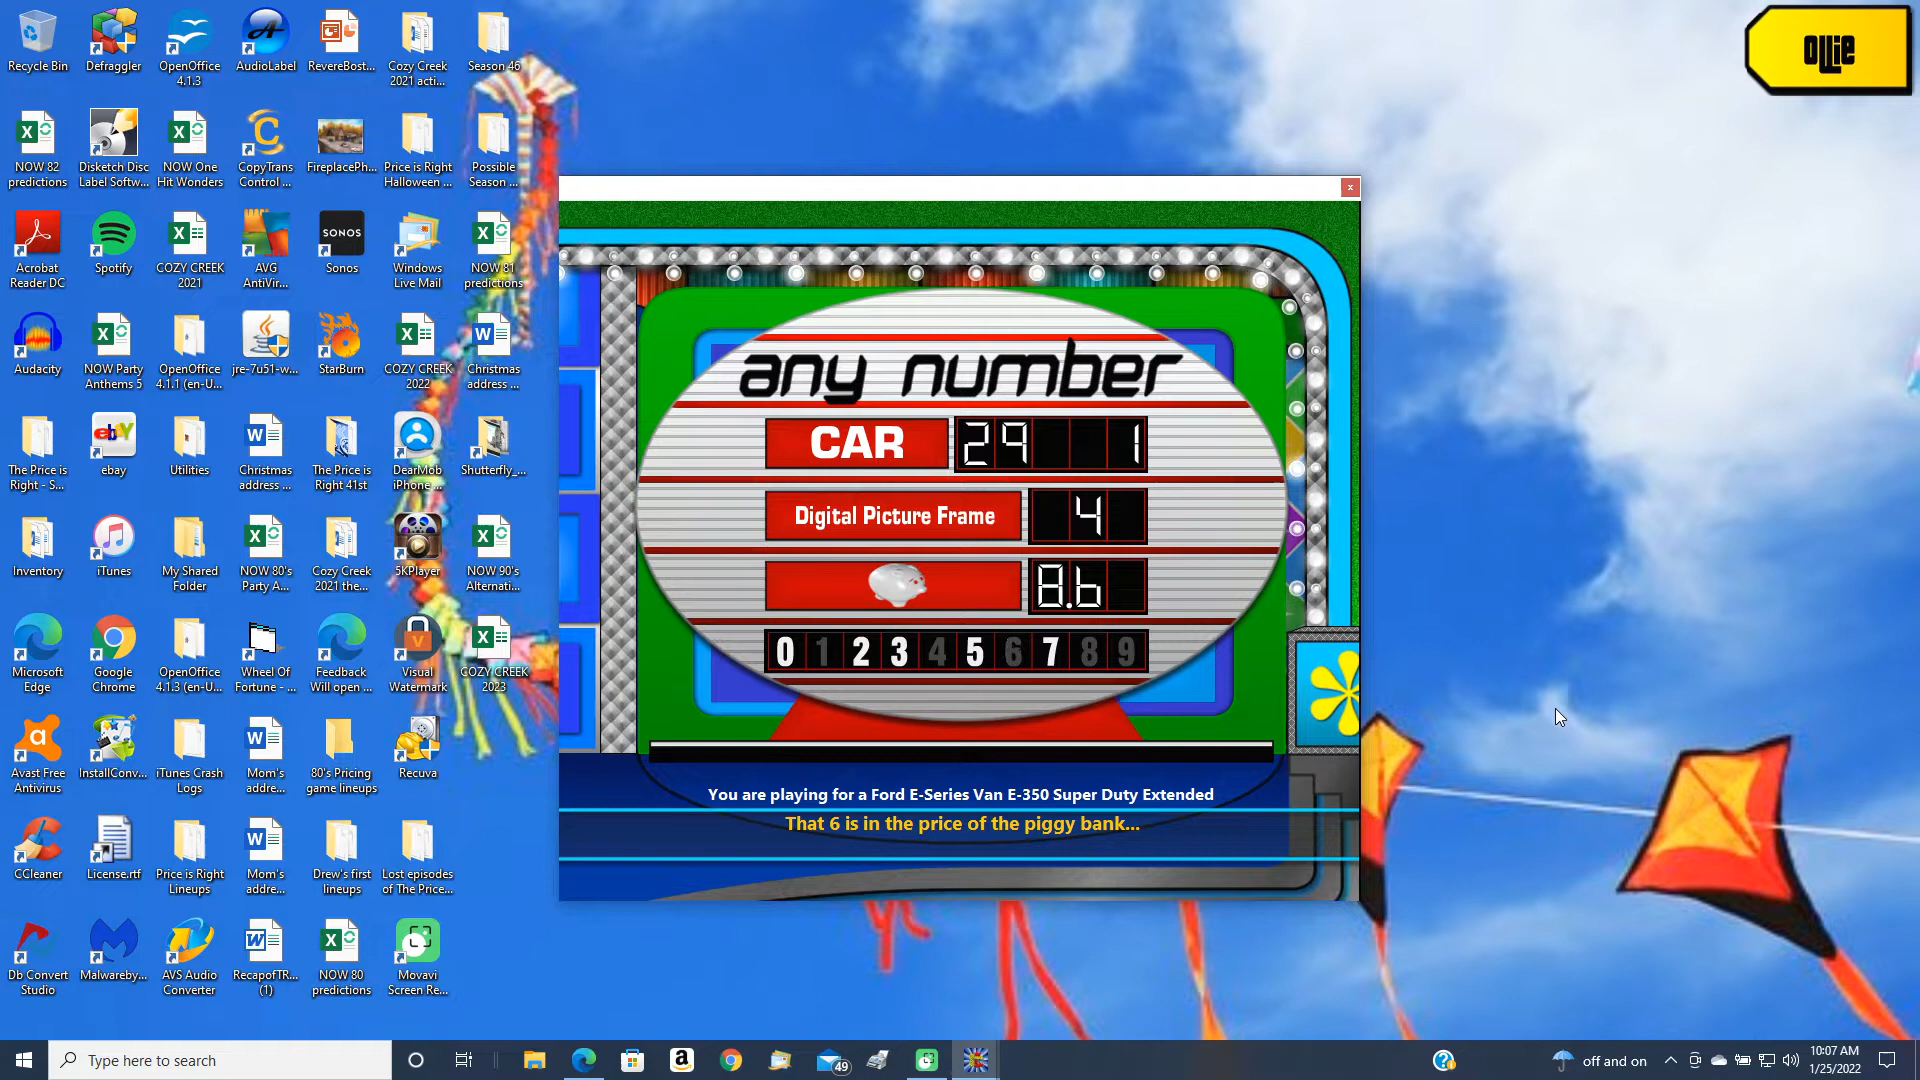 Recycle Bin
Defraggler
OpenOffice
4.1.3
AudioLabel
RevereBost...
Cozy Creek
2021 acti...
Season 46
OLLIE
NOW 82
predictions
Disketch Disc
Label Softw...
NOW One
Hit Wonders
CopyTrans
Control ...
FireplacePh...
Price is Right
Halloween ...
Possible
Season ...
Acrobat
Reader DC
Spotify
COZY CREEK
2021
AVG
AntiVir...
SONOS
Sonos
Windows
Live Mail
NOW 81
predictions
Audacity
NOW Party
Anthems 5
OpenOffice
4.1.1 (en-U...
jre-7u51-w...
StarBurn
COZY CREEK
2022
Christmas
address ...
The Price is
Right - S...
ebay
ebay
Utilities
Christmas
address ...
The Price is
Right 41st
DearMob
iPhone ...
Shutterfly_...
Inventory
iTunes
My Shared
Folder
NOW 80's
Party A...
Cozy Creek
2021 the...
5KPlayer
NOW 90's
Alternati...
Microsoft
Edge
Google
Chrome
OpenOffice
4.1.3 (en-U...
Wheel Of
Fortune - ...
Feedback
Will open ...
Visual
Watermark
COZY CREEK
2023
Avast Free
Antivirus
InstallConv...
iTunes Crash
Logs
Mom's
addre...
80's Pricing
game lineups
Recuva
CCleaner
License.rtf
Price is Right
Lineups
Mom's
addre...
Drew's first
lineups
Lost episodes
of The Price...
Db Convert
Studio
Malwareby...
AVS Audio
Converter
RecapofTR...
(1)
NOW 80
predictions
Movavi
Screen Re...
any number
CAR 29 1
Digital Picture Frame 4
8.6
0 1 2 3 4 5 6 7 8 9
You are playing for a Ford E-Series Van E-350 Super Duty Extended
That 6 is in the price of the piggy bank...
Type here to search
49
off and on
10:07 AM
1/25/2022